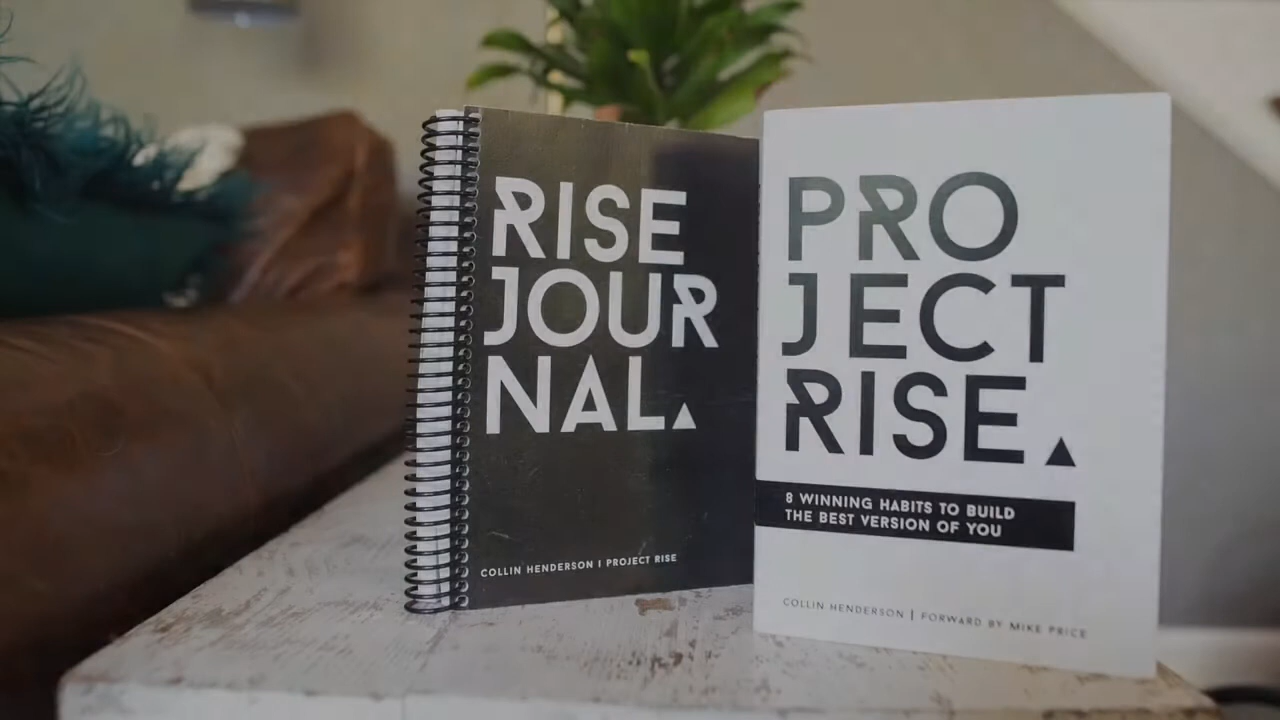 RISE
JOUR
NAL
COLLIN HENDERSON | PROJECT RISE
PRO
JECT
RISE
8 WINNING HABITS TO BUILD
THE BEST VERSION OF YOU
COLLIN HENDERSON | FORWARD BY MIKE PRICE